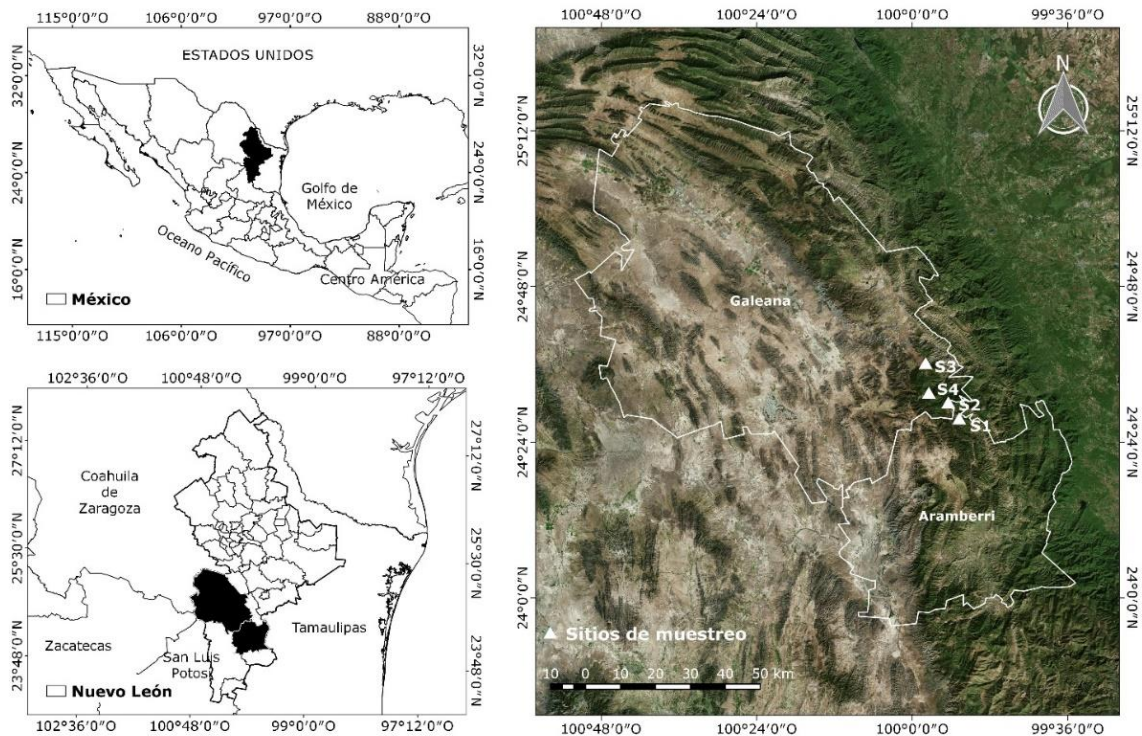 115°0'0"O 106°0'0"O 97°0'0"O 88°0'0"O
ESTADOS UNIDOS
32°0'0"N
32°0'0"N
24°0'0"N
24°0'0"N
Golfo de
México
Oceano Pacífico
16°0'0"N
16°0'0"N
Centro América
México
115°0'0"O 106°0'0"O 97°0'0"O 88°0'0"O
102°36'0"O 100°48'0"O 99°0'0"O 97°12'0"O
27°12'0"N
27°12'0"N
Coahuila
de
Zaragoza
25°30'0"N
25°30'0"N
Tamaulipas
Zacatecas
San Luis
Potosí
23°48'0"N
23°48'0"N
Nuevo León
102°36'0"O 100°48'0"O 99°0'0"O 97°12'0"O
100°48'0"O 100°24'0"O 100°0'0"O 99°36'0"O
N
25°12'0"N
25°12'0"N
24°48'0"N
24°48'0"N
Galeana
S3
S4
S2
S1
24°24'0"N
24°24'0"N
Aramberri
24°0'0"N
24°0'0"N
Sitios de muestreo
10 0 10 20 30 40 50 km
100°48'0"O 100°24'0"O 100°0'0"O 99°36'0"O